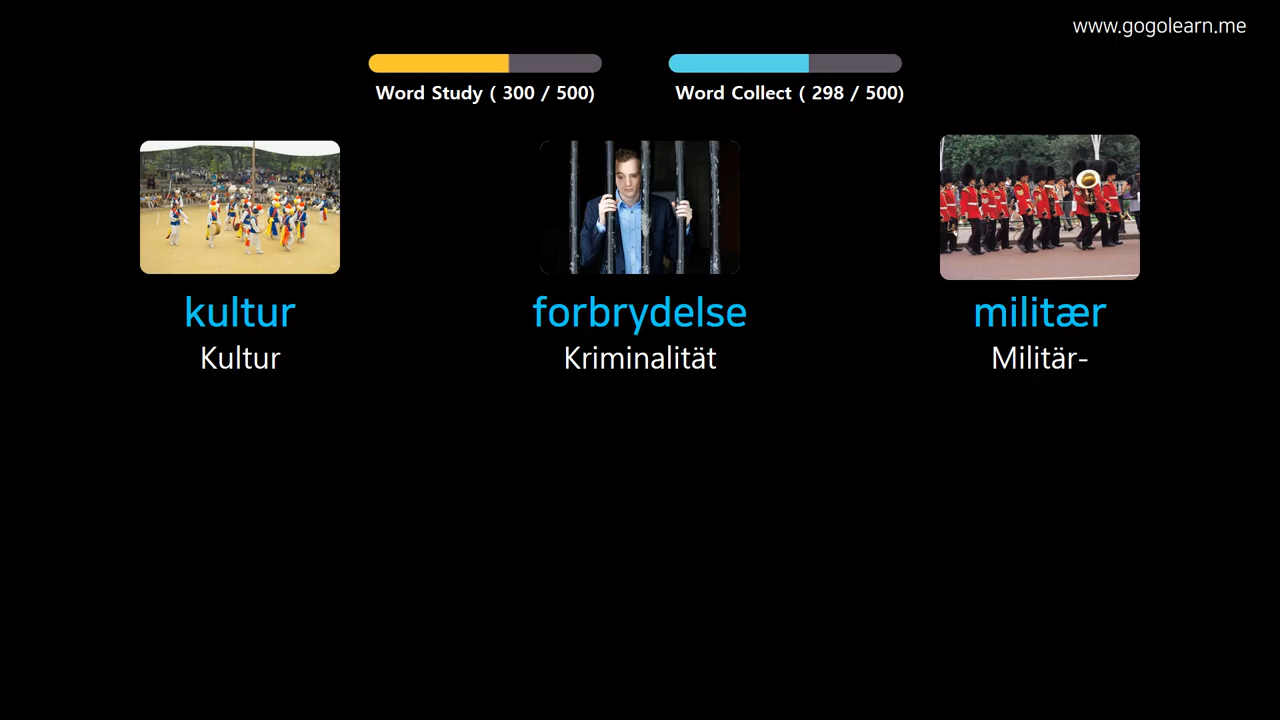 www.gogolearn.me
Word Study ( 300 / 500)
Word Collect ( 298 / 500)
kultur
Kultur
forbrydelse
Kriminalität
militær
Militär-